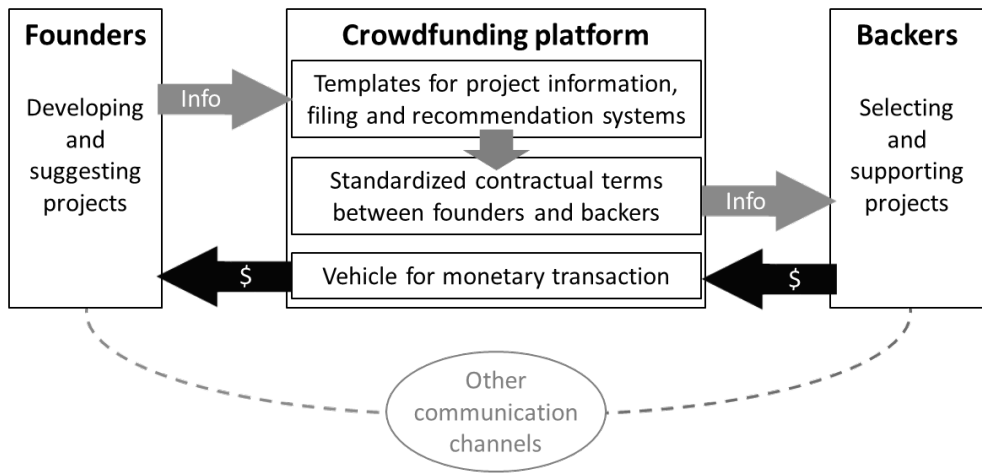 Founders
Developing
and
suggesting
projects
Info
Crowdfunding platform
Templates for project information,
filing and recommendation systems
Standardized contractual terms
between founders and backers
Info
Vehicle for monetary transaction
$
$
Backers
Selecting
and
supporting
projects
Other
communication
channels